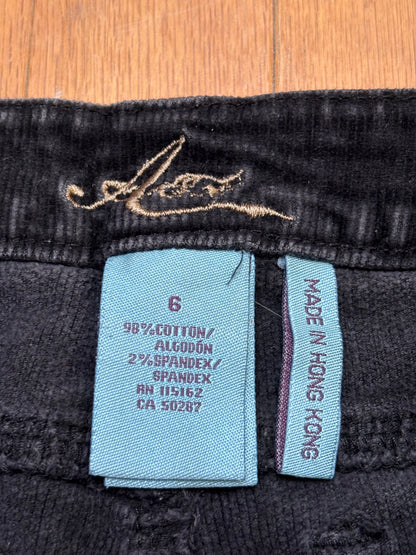 6
98% COTTON/
ALGODÓN
2% SPANDEX/
SPANDEX
RN 115162
CA 50287
MADE IN HONG KONG